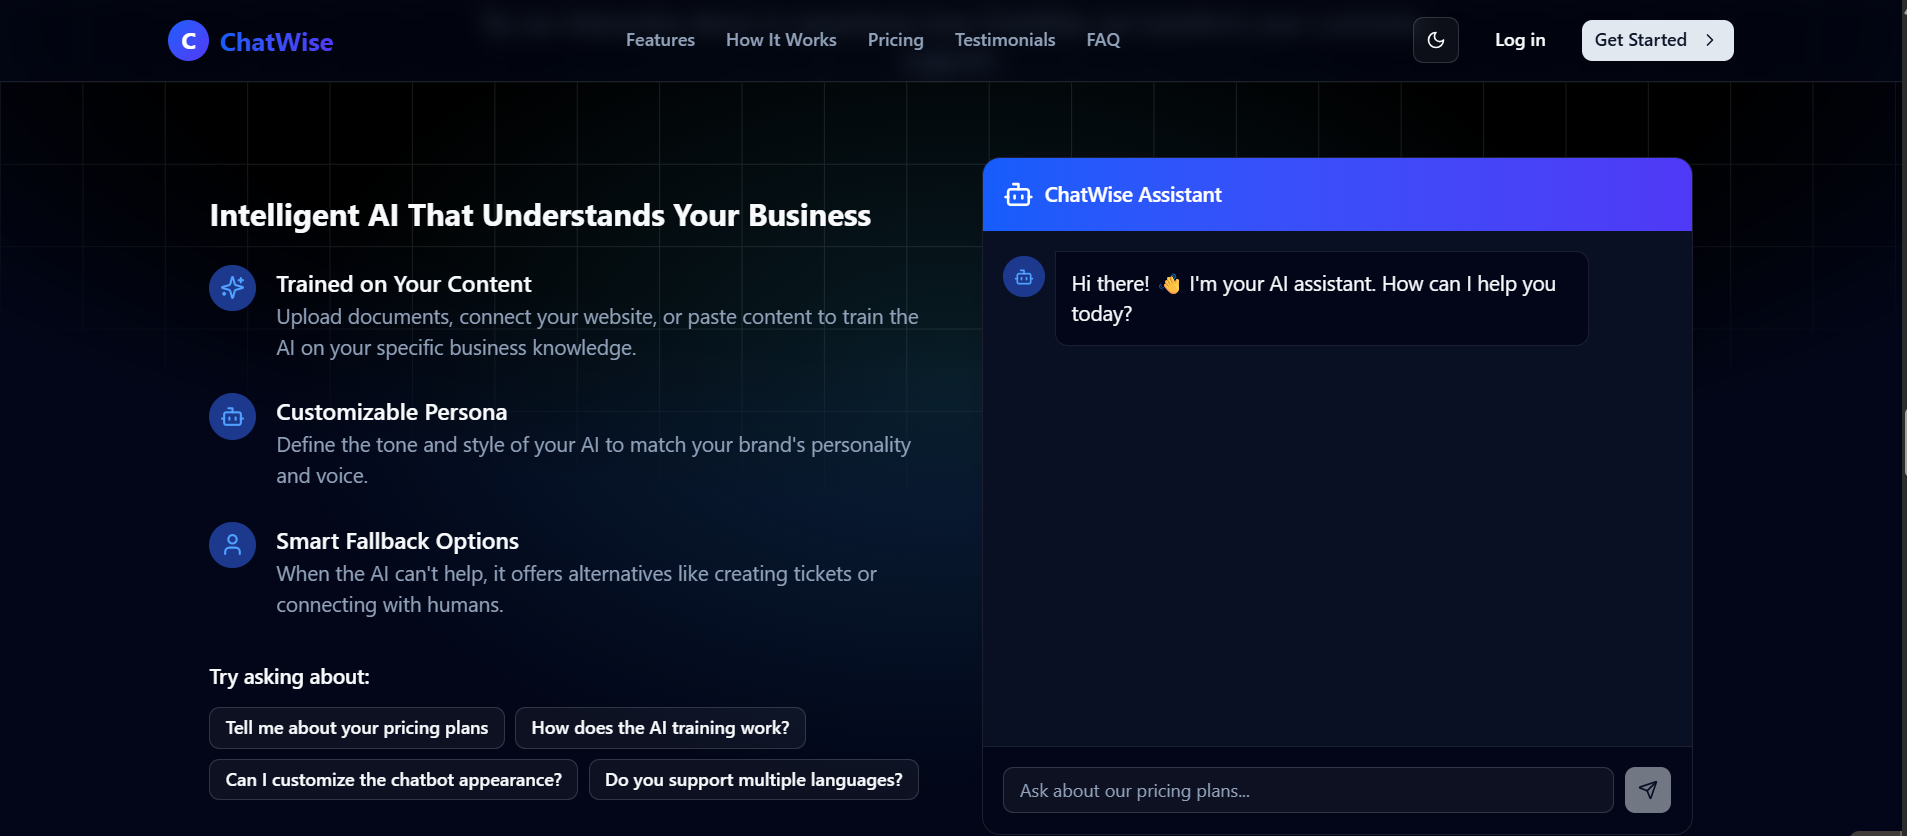 C ChatWise
Features How It Works Pricing Testimonials FAQ
Log in
Get Started
Intelligent AI That Understands Your Business
Trained on Your Content
Upload documents, connect your website, or paste content to train the
AI on your specific business knowledge.
Customizable Persona
Define the tone and style of your AI to match your brand's personality
and voice.
Smart Fallback Options
When the AI can't help, it offers alternatives like creating tickets or
connecting with humans.
Try asking about:
Tell me about your pricing plans
How does the AI training work?
Can I customize the chatbot appearance?
Do you support multiple languages?
ChatWise Assistant
Hi there! 👋 I'm your AI assistant. How can I help you
today?
Ask about our pricing plans...